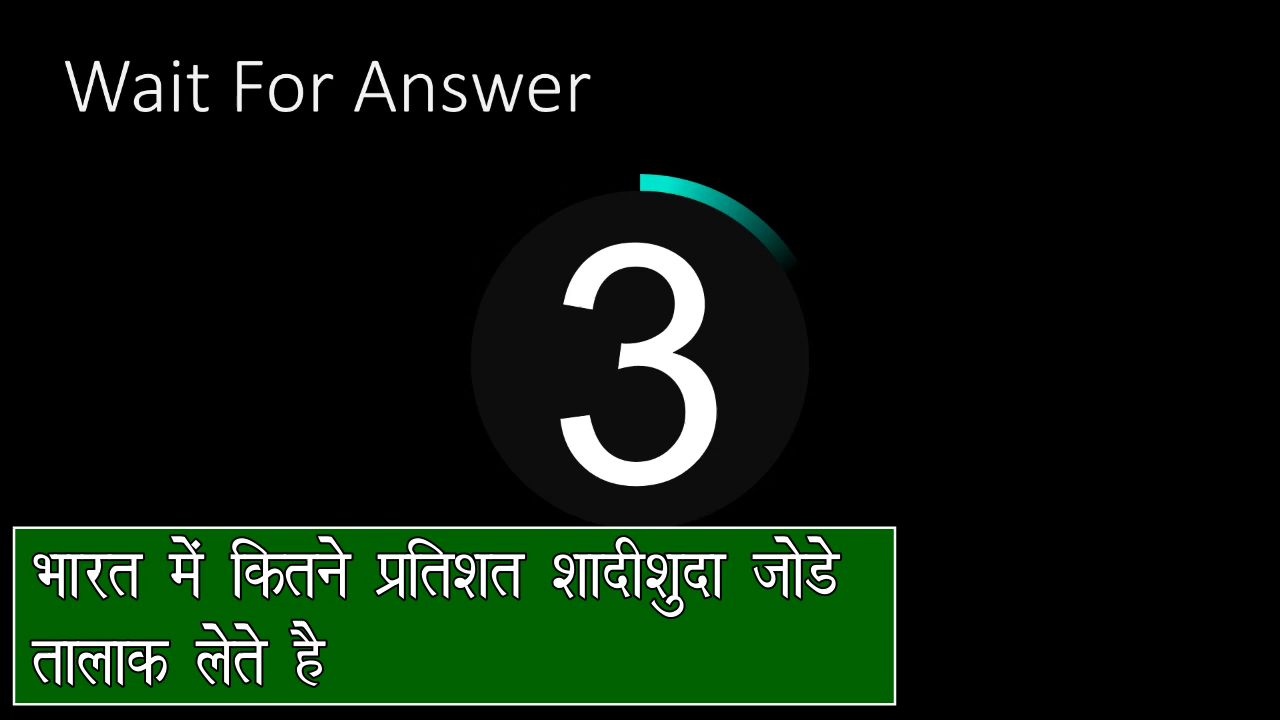 Wait For Answer
3
भारत में कितने प्रतिशत शादीशुदा जोडे
तालाक लेते है